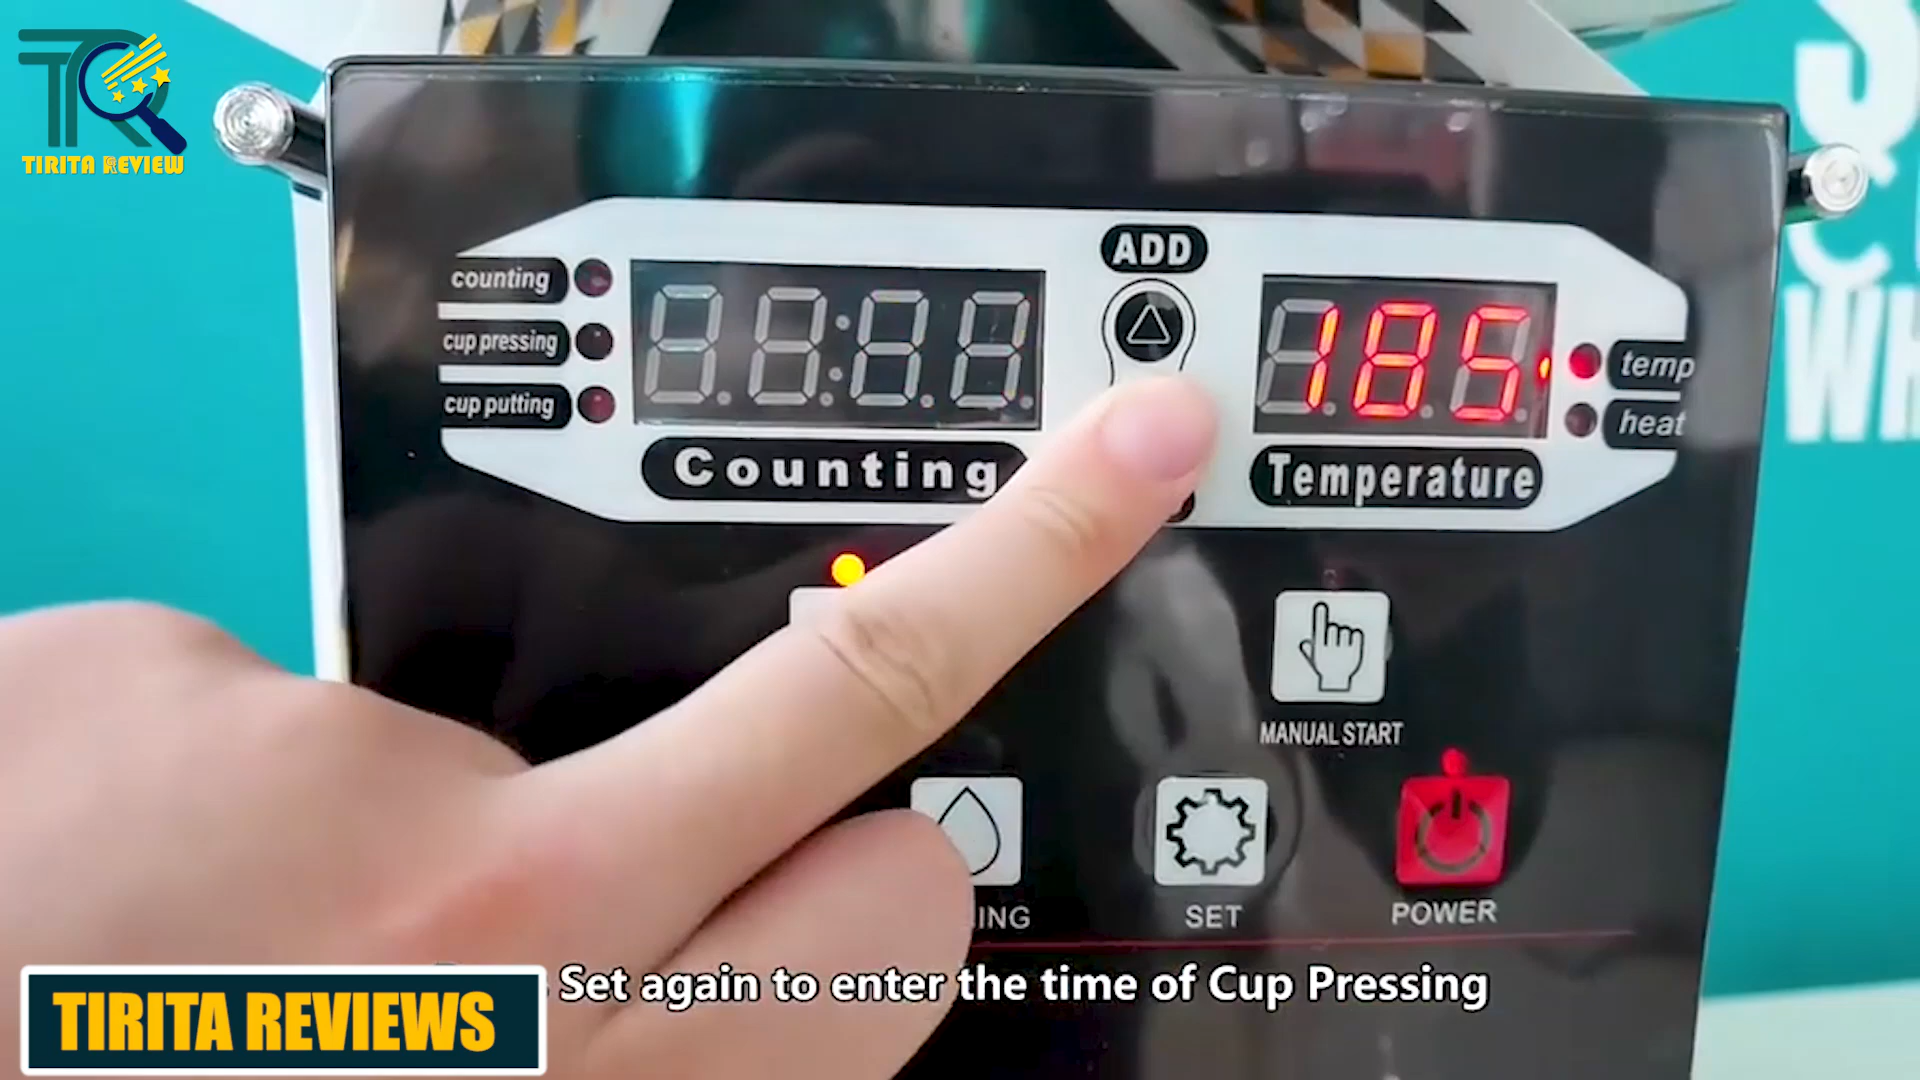 TIRITA REVIEW
ADD
counting
cup pressing
cup putting
185
temp
heat
Counting
Temperature
MANUAL START
ING
SET
POWER
Set again to enter the time of Cup Pressing
TIRITA REVIEWS
WH